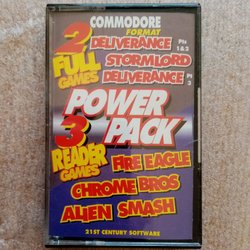 COMMODORE
FORMAT
2 FULL GAMES
DELIVERANCE Pts 1&2
STORMLORD
DELIVERANCE Pt 3
POWER
PACK
3 READER GAMES
FIRE EAGLE
CHROME BROS
ALIEN SMASH
21ST CENTURY SOFTWARE